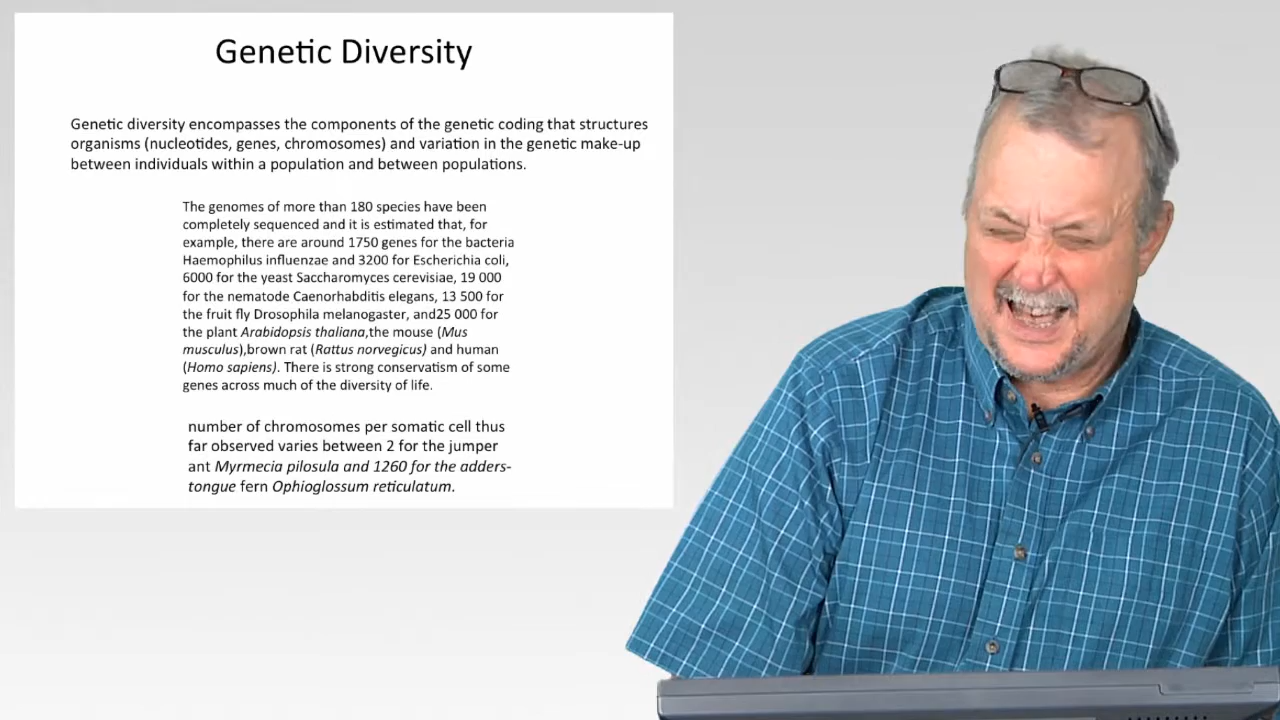 Genetic Diversity
Genetic diversity encompasses the components of the genetic coding that structures
organisms (nucleotides, genes, chromosomes) and variation in the genetic make-up
between individuals within a population and between populations.
The genomes of more than 180 species have been
completely sequenced and it is estimated that, for
example, there are around 1750 genes for the bacteria
Haemophilus influenzae and 3200 for Escherichia coli,
6000 for the yeast Saccharomyces cerevisiae, 19 000
for the nematode Caenorhabditis elegans, 13 500 for
the fruit fly Drosophila melanogaster, and25 000 for
the plant Arabidopsis thaliana,the mouse (Mus
musculus),brown rat (Rattus norvegicus) and human
(Homo sapiens). There is strong conservatism of some
genes across much of the diversity of life.
number of chromosomes per somatic cell thus
far observed varies between 2 for the jumper
ant Myrmecia pilosula and 1260 for the adders-
tongue fern Ophioglossum reticulatum.